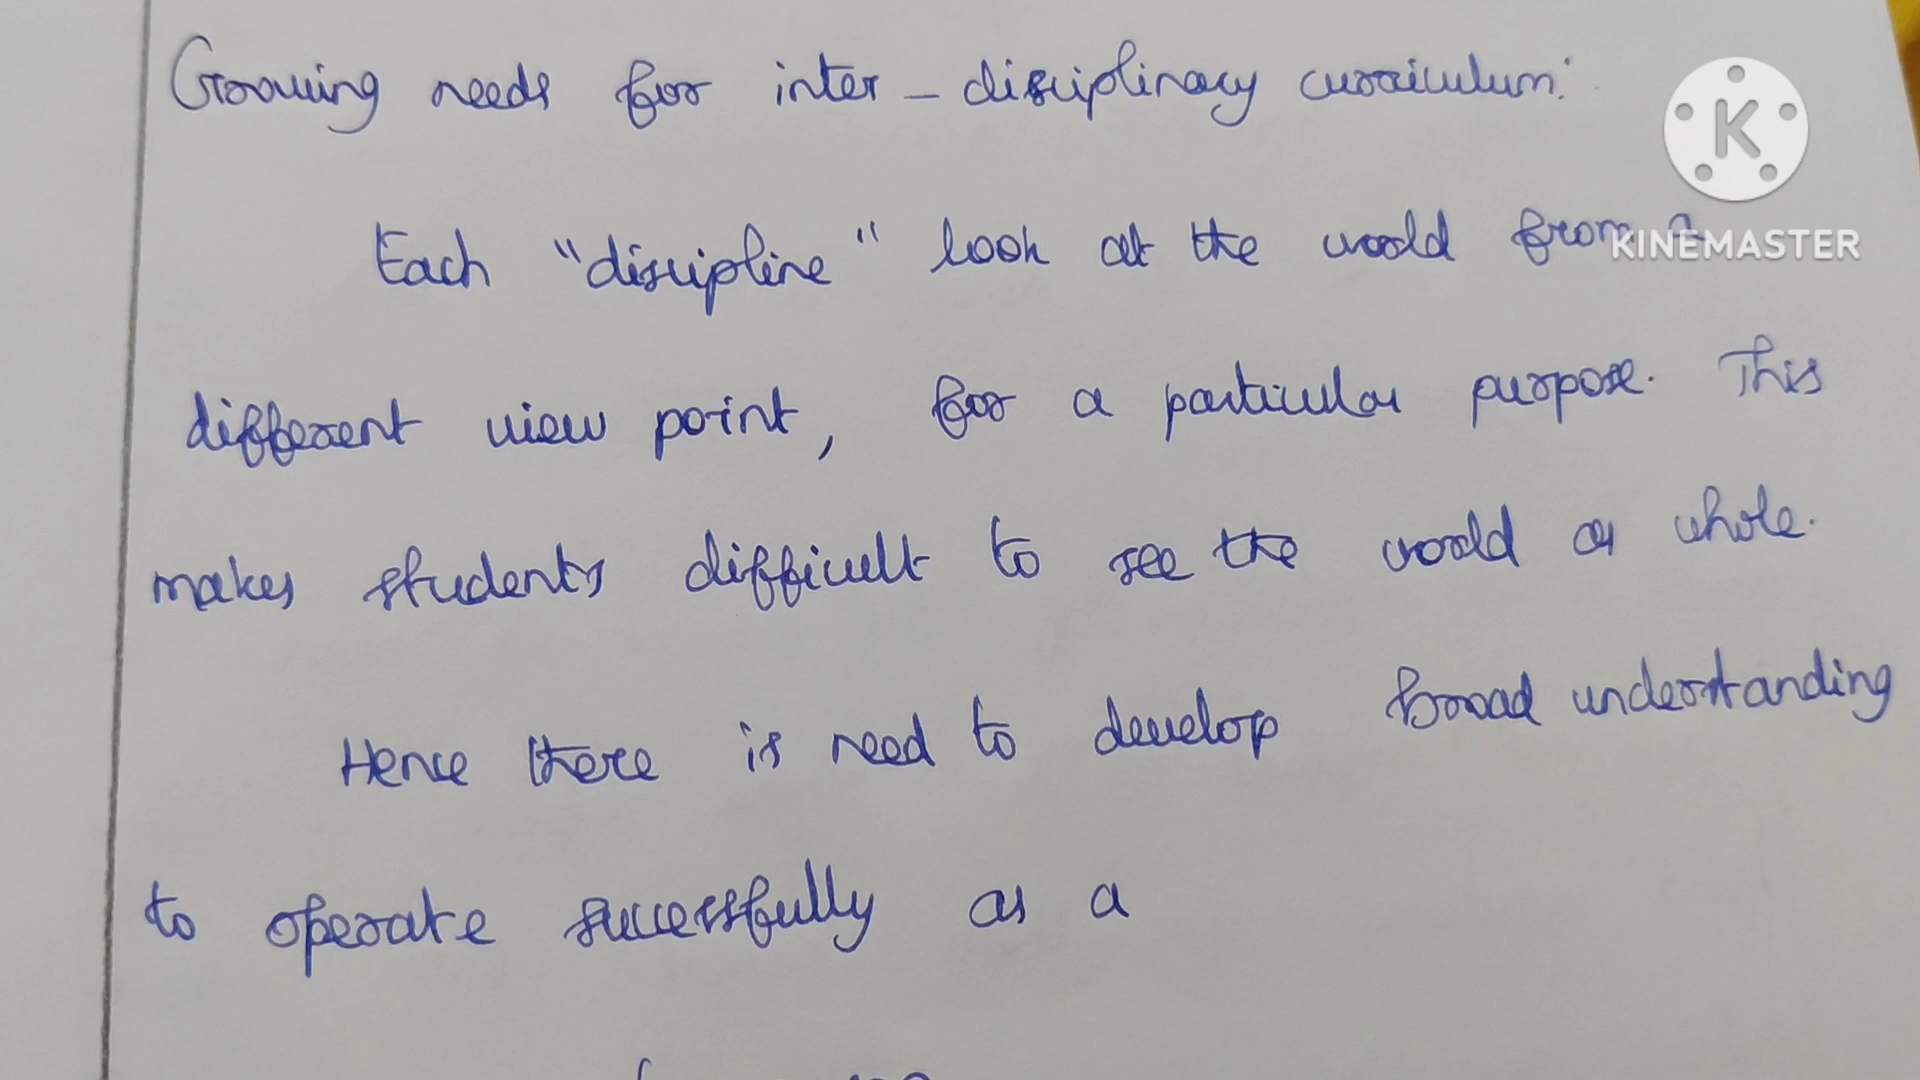 Growing needs for inter - disciplinary curriculum:
Each "discipline" look at the world from a
KINEMASTER
different view point, for a particular purpose. This
makes students difficult to see the world as whole.
Hence there is need to develop broad understanding
to operate successfully as a